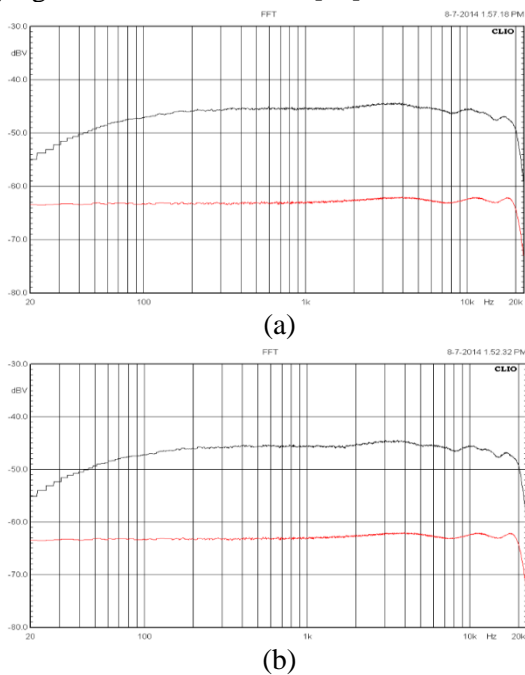 FFT 8-7-2014 1.57.18 PM
-30.0 CLIO
dBV
-40.0
-50.0
-60.0
-70.0
-80.0
20 100 1k 10k Hz 20k
(a)
FFT 8-7-2014 1.52.32 PM
-30.0 CLIO
dBV
-40.0
-50.0
-60.0
-70.0
-80.0
20 100 1k 10k Hz 20k
(b)